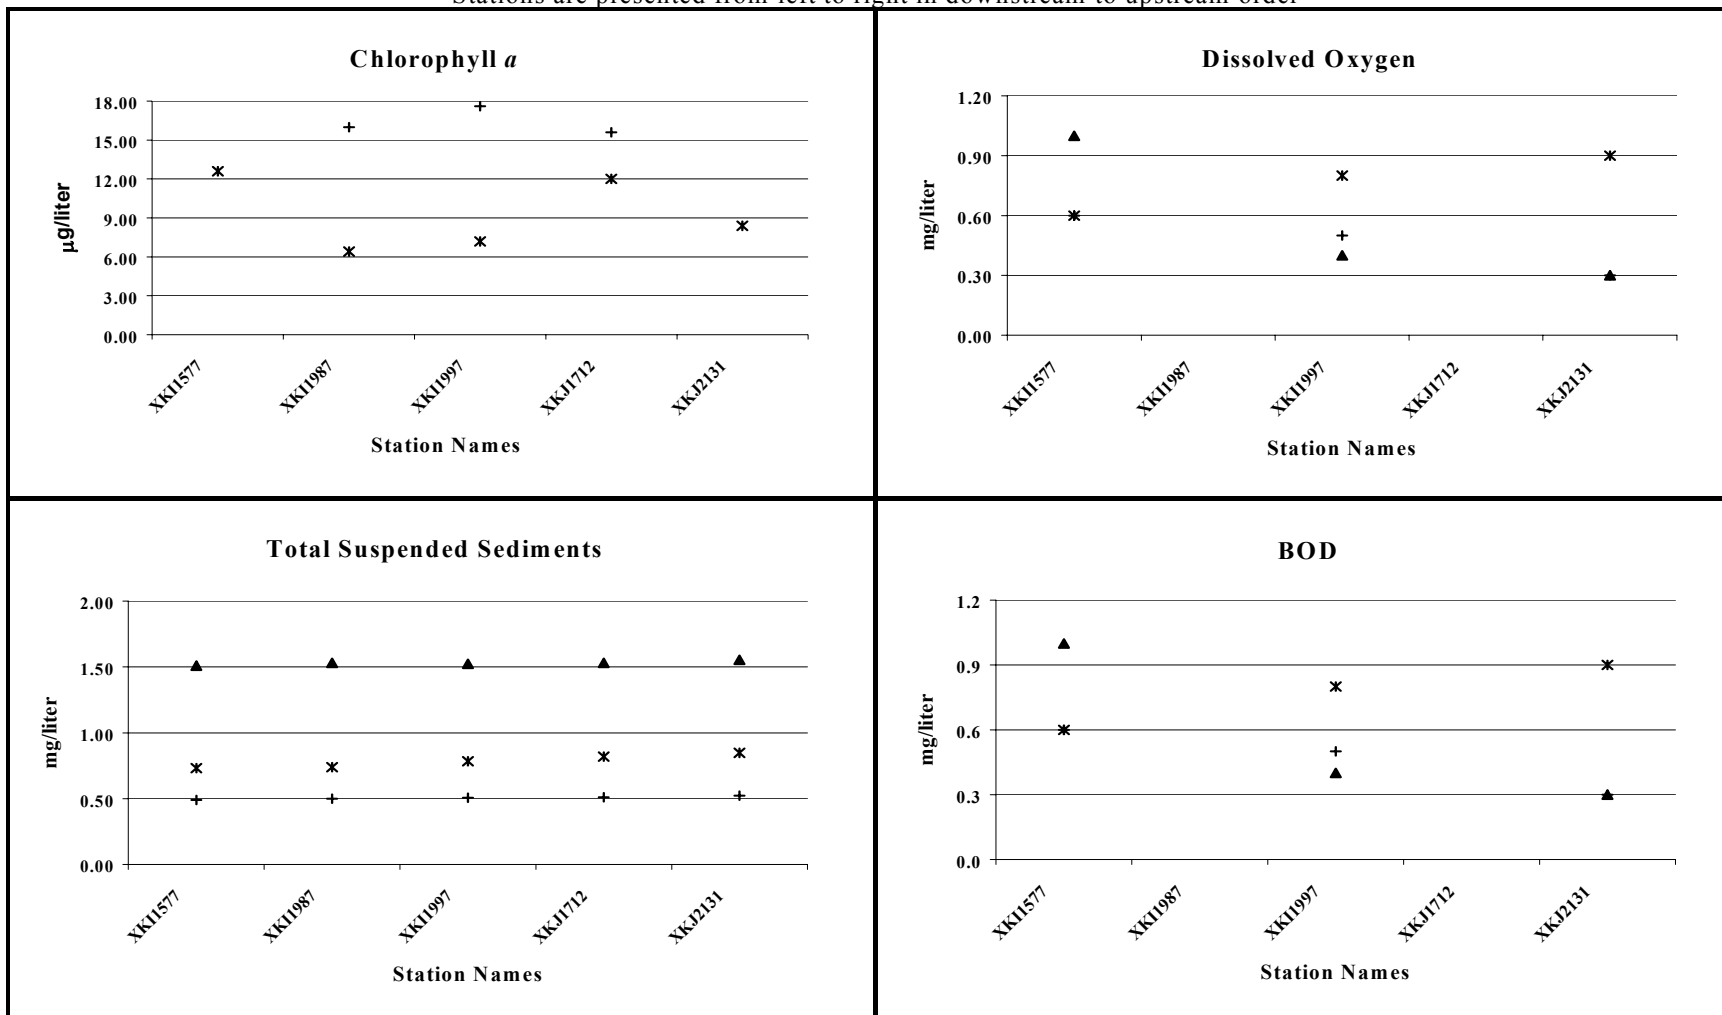 Stations are presented from left to right in downstream to upstream order
Chlorophyll a
18.00
15.00
12.00
9.00
6.00
3.00
0.00
µg/liter
XKI1577
XKI1987
XKI1997
XKJ1712
XKJ2131
Station Names
Dissolved Oxygen
1.20
0.90
0.60
0.30
0.00
mg/liter
XKI1577
XKI1987
XKI1997
XKJ1712
XKJ2131
Station Names
Total Suspended Sediments
2.00
1.50
1.00
0.50
0.00
mg/liter
XKI1577
XKI1987
XKI1997
XKJ1712
XKJ2131
Station Names
BOD
1.2
0.9
0.6
0.3
0.0
mg/liter
XKI1577
XKI1987
XKI1997
XKJ1712
XKJ2131
Station Names